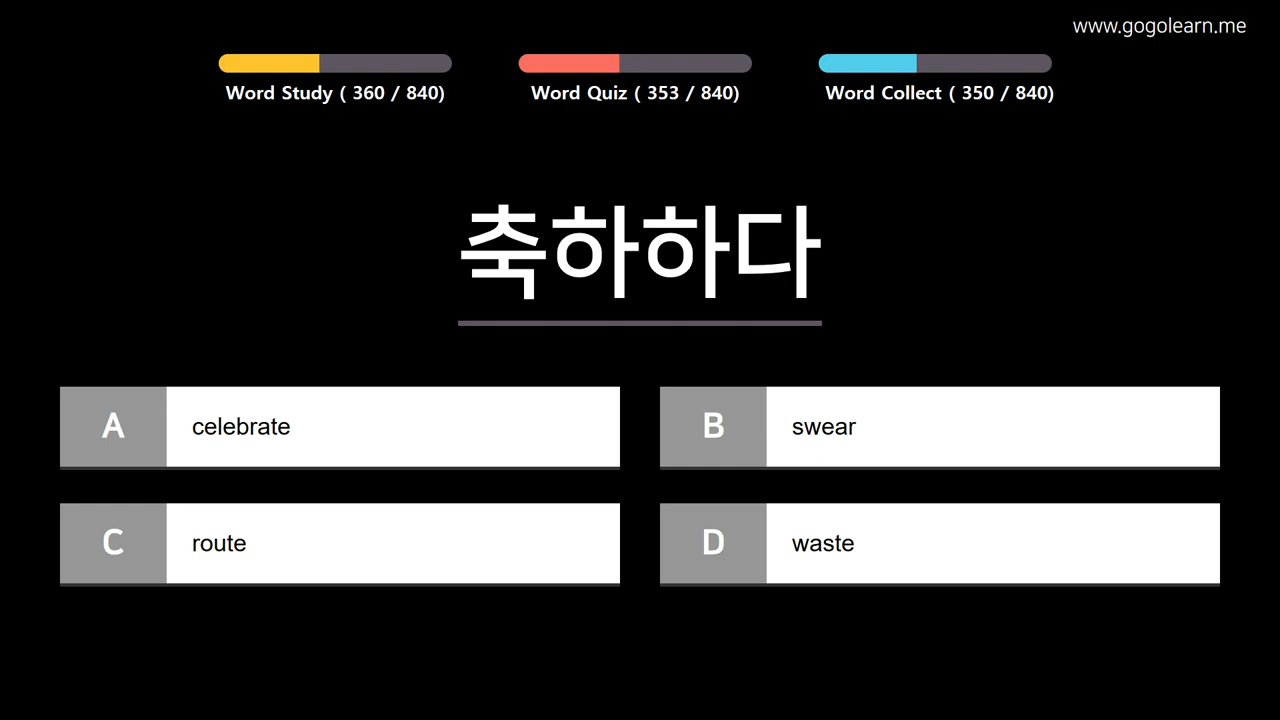 www.gogolearn.me
Word Study ( 360 / 840)
Word Quiz ( 353 / 840)
Word Collect ( 350 / 840)
축하하다
A celebrate
B swear
C route
D waste